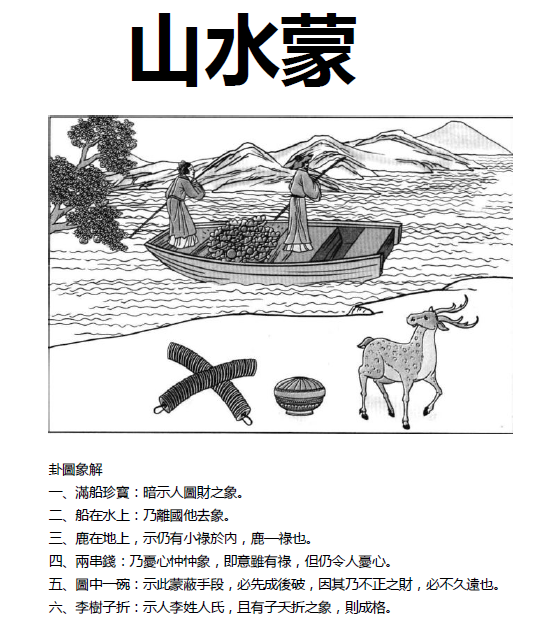 山水蒙
卦圖象解
一、滿船珍寶：暗示人圖財之象。
二、船在水上：乃離國他去象。
三、鹿在地上，示仍有小祿於内，鹿—祿也。
四、兩串錢：乃憂心忡忡象，即意雖有祿，但仍令人憂心。
五、圖中一碗：示此蒙蔽手段，必先成後破，因其乃不正之財，必不久遠也。
六、李樹子折：示人李姓人氏，且有子夭折之象，則成格。